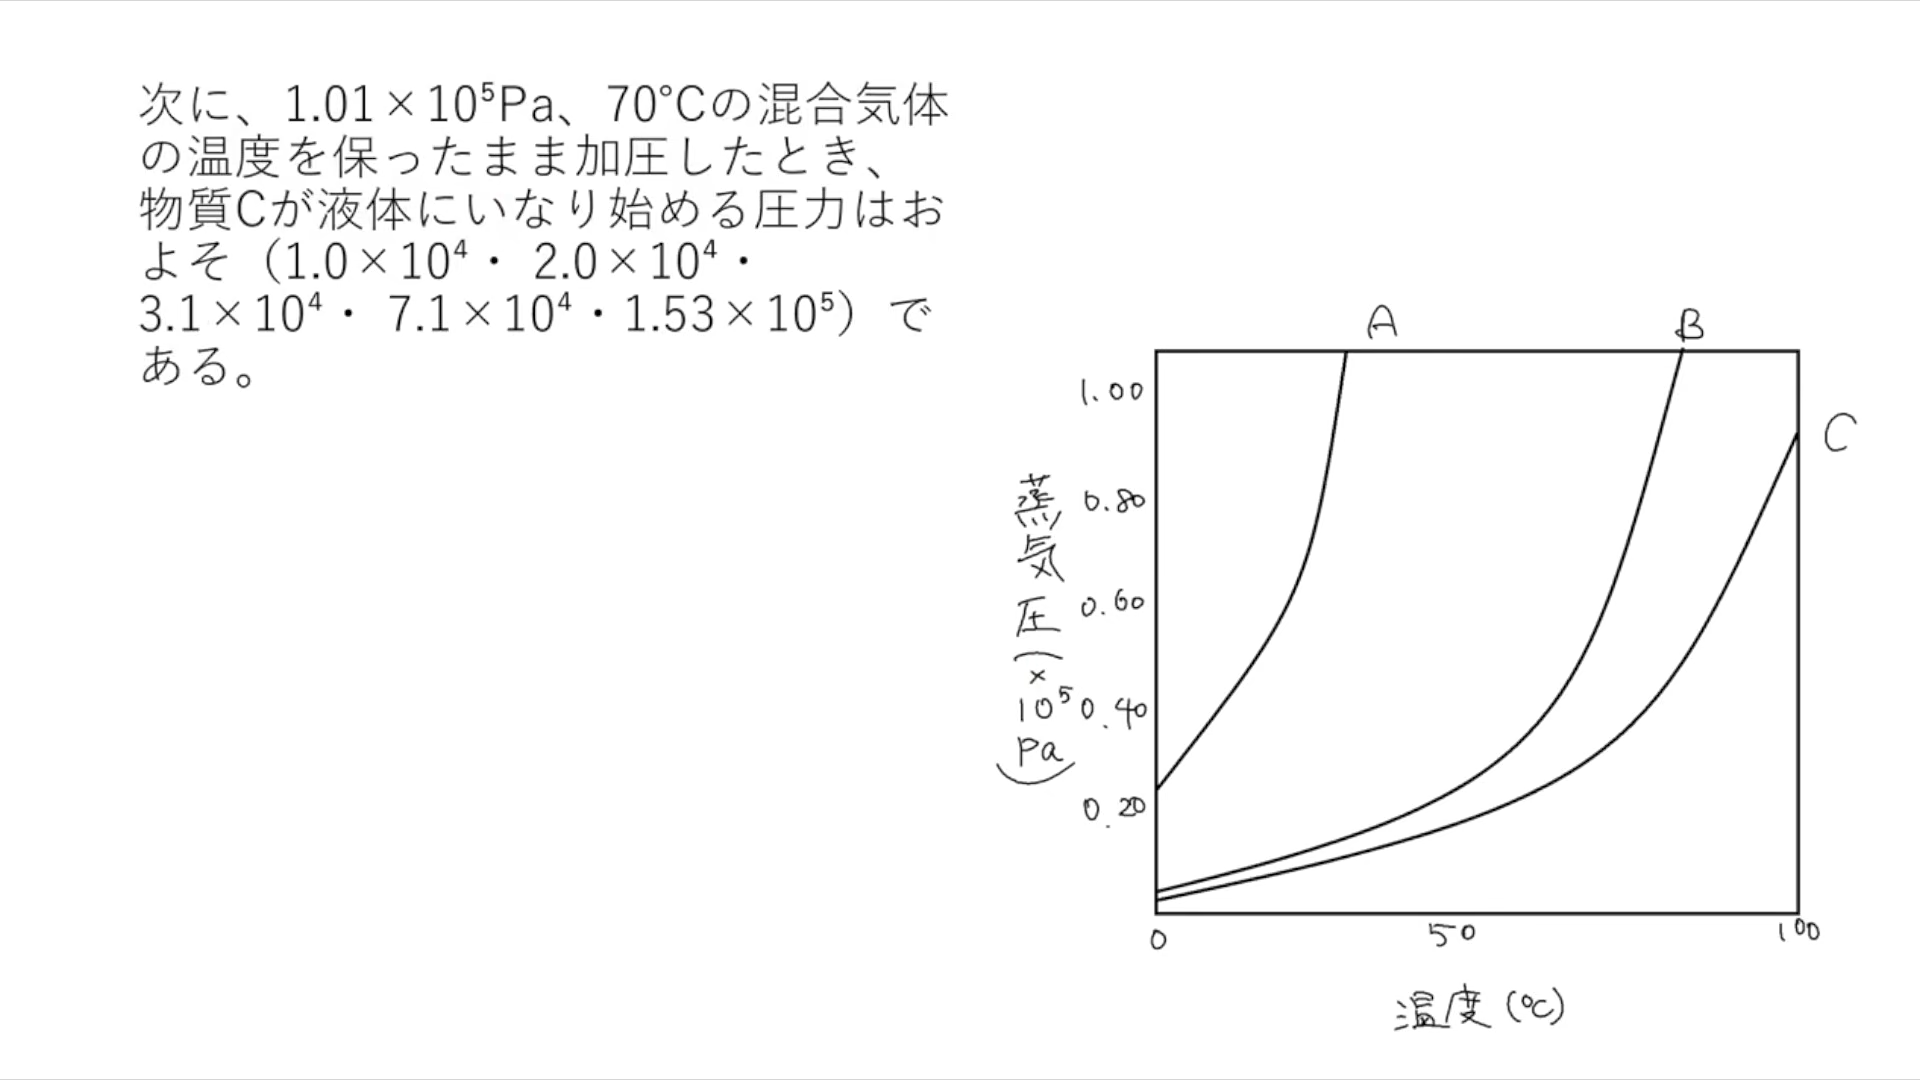 次に、1.01×10⁵Pa、70°Cの混合気体
の温度を保ったまま加圧したとき、
物質Cが液体にいなり始める圧力はお
よそ（1.0×10⁴・ 2.0×10⁴・
3.1×10⁴・ 7.1×10⁴・1.53×10⁵）で
ある。
A
B
C
1.00
0.80
0.60
0.40
0.20
蒸気圧(×10⁵Pa)
0
50
100
温度(℃)